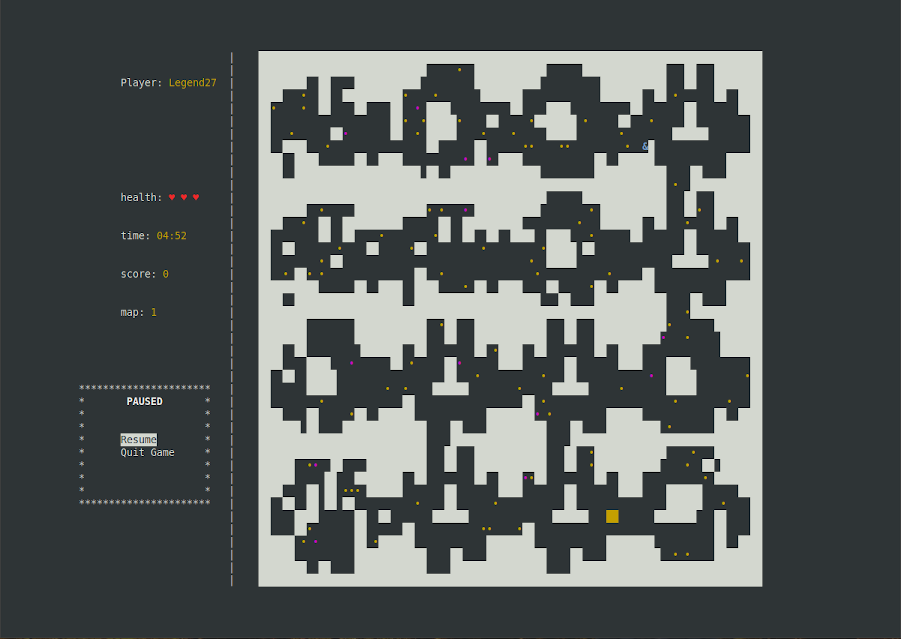 Player: Legend27
health: ♥ ♥ ♥
time: 04:52
score: 0
map: 1
**********************
* PAUSED *
* *
* *
* Resume *
* Quit Game *
* *
* *
* *
**********************
&